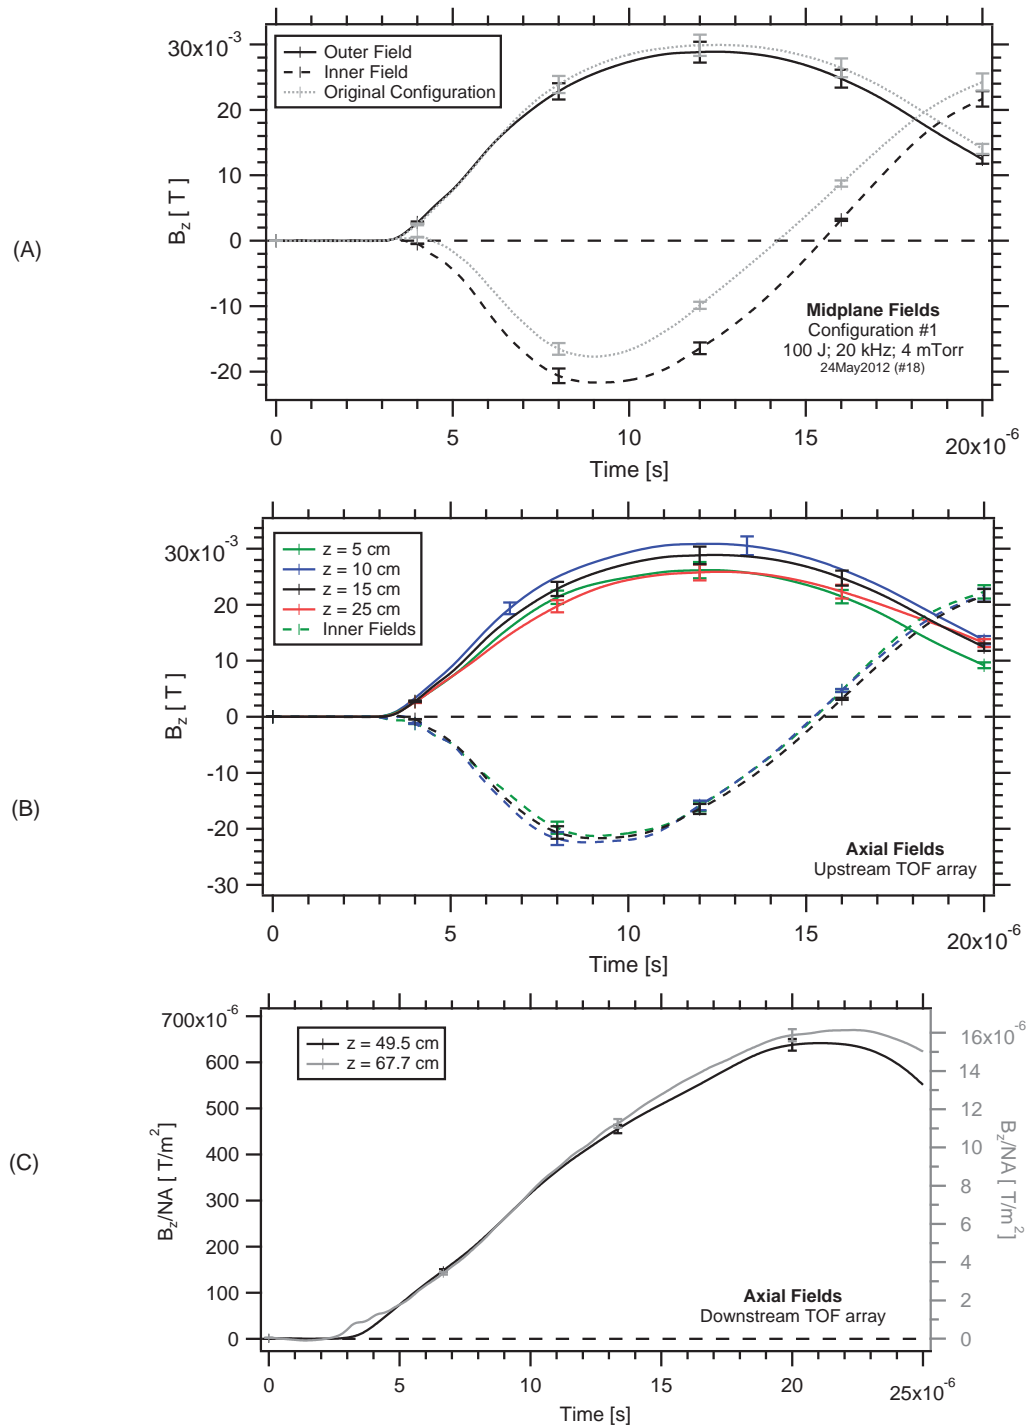 (A)
30x10-3
20
10
0
-10
-20
Bz [ T ]
Outer Field
Inner Field
Original Configuration
Midplane Fields
Configuration #1
100 J; 20 kHz; 4 mTorr
24May2012 (#18)
0
5
10
15
20x10-6
Time [s]
(B)
30x10-3
20
10
0
-10
-20
-30
Bz [ T ]
z = 5 cm
z = 10 cm
z = 15 cm
z = 25 cm
Inner Fields
Axial Fields
Upstream TOF array
0
5
10
15
20x10-6
Time [s]
(C)
700x10-6
600
500
400
300
200
100
0
Bz/NA [ T/m2 ]
z = 49.5 cm
z = 67.7 cm
Axial Fields
Downstream TOF array
16x10-6
14
12
10
8
6
4
2
0
Bz/NA [ T/m2 ]
0
5
10
15
20
25x10-6
Time [s]